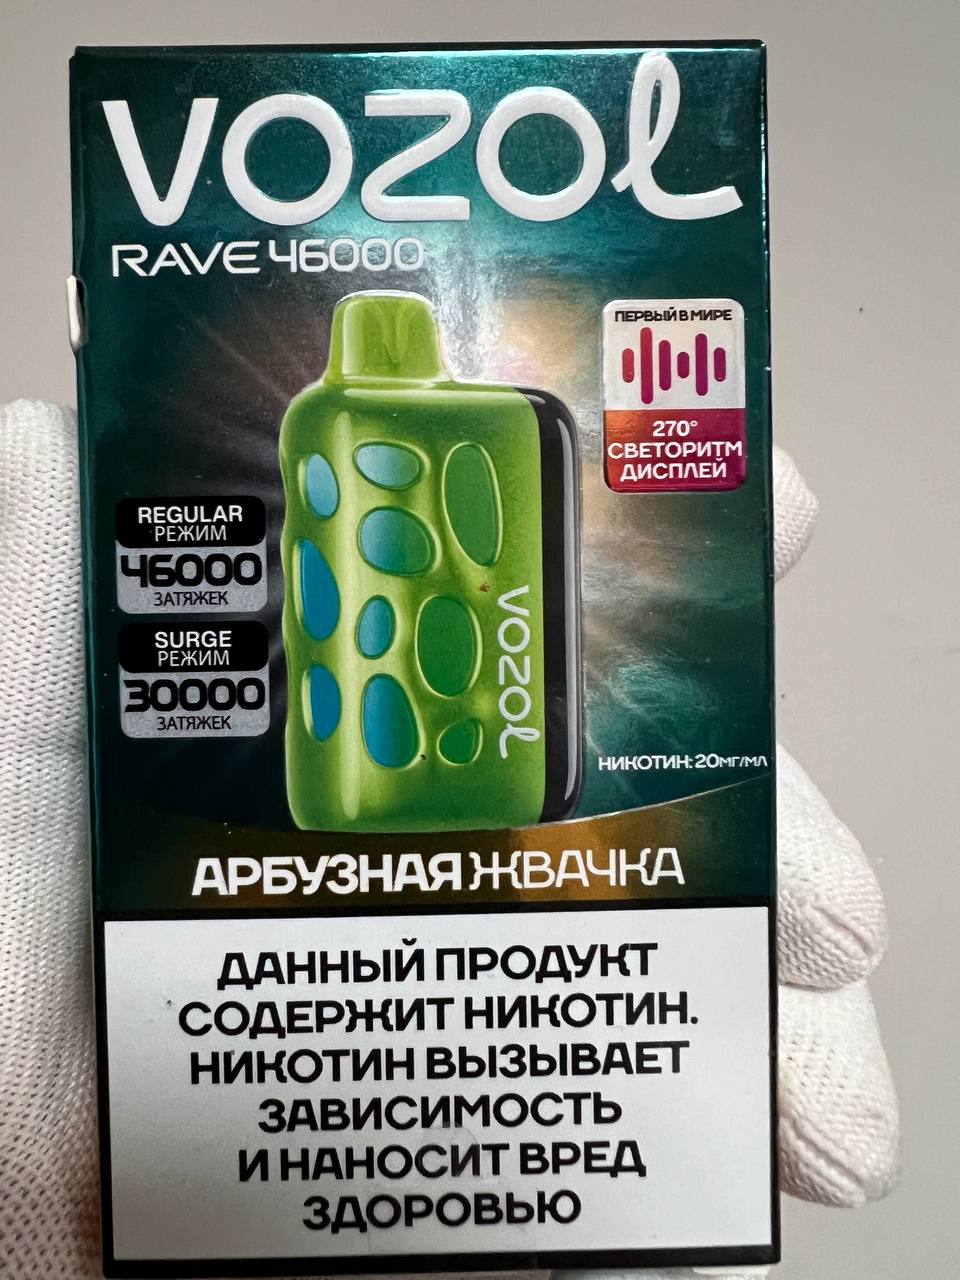 VOZOL
RAVE 46000
ПЕРВЫЙ В МИРЕ
270°
СВЕТОРИТМ
ДИСПЛЕЙ
REGULAR
РЕЖИМ
46000
ЗАТЯЖЕК
SURGE
РЕЖИМ
30000
ЗАТЯЖЕК
VOZOL
НИКОТИН: 20МГ/МЛ
АРБУЗНАЯ ЖВАЧКА
ДАННЫЙ ПРОДУКТ
СОДЕРЖИТ НИКОТИН.
НИКОТИН ВЫЗЫВАЕТ
ЗАВИСИМОСТЬ
И НАНОСИТ ВРЕД
ЗДОРОВЬЮ